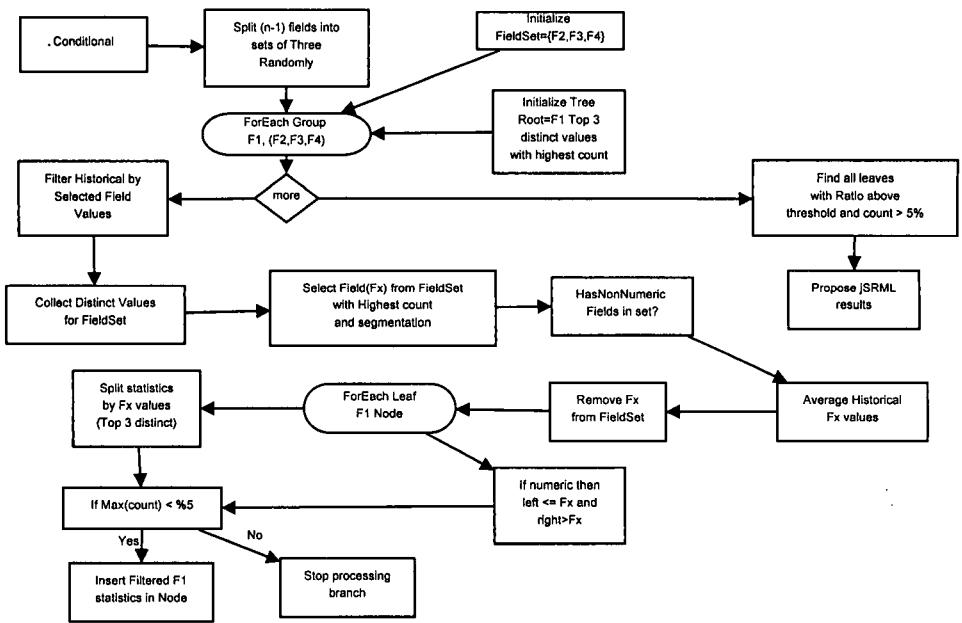 .Conditional
Split (n-1) fields into
sets of Three
Randomly
Initialize
FieldSet={F2,F3,F4}
ForEach Group
F1, (F2,F3,F4)
Initialize Tree
Root=F1 Top 3
distinct values
with highest count
more
Filter Historical by
Selected Field
Values
Find all leaves
with Ratio above
threshold and count > 5%
Collect Distinct Values
for FieldSet
Select Field(Fx) from FieldSet
with Highest count
and segmentation
HasNonNumeric
Fields in set?
Propose jSRML
results
Split statistics
by Fx values
(Top 3 distinct)
ForEach Leaf
F1 Node
Remove Fx
from FieldSet
Average Historical
Fx values
If Max(count) < %5
If numeric then
left <= Fx and
right>Fx
Yes
No
Insert Filtered F1
statistics in Node
Stop processing
branch